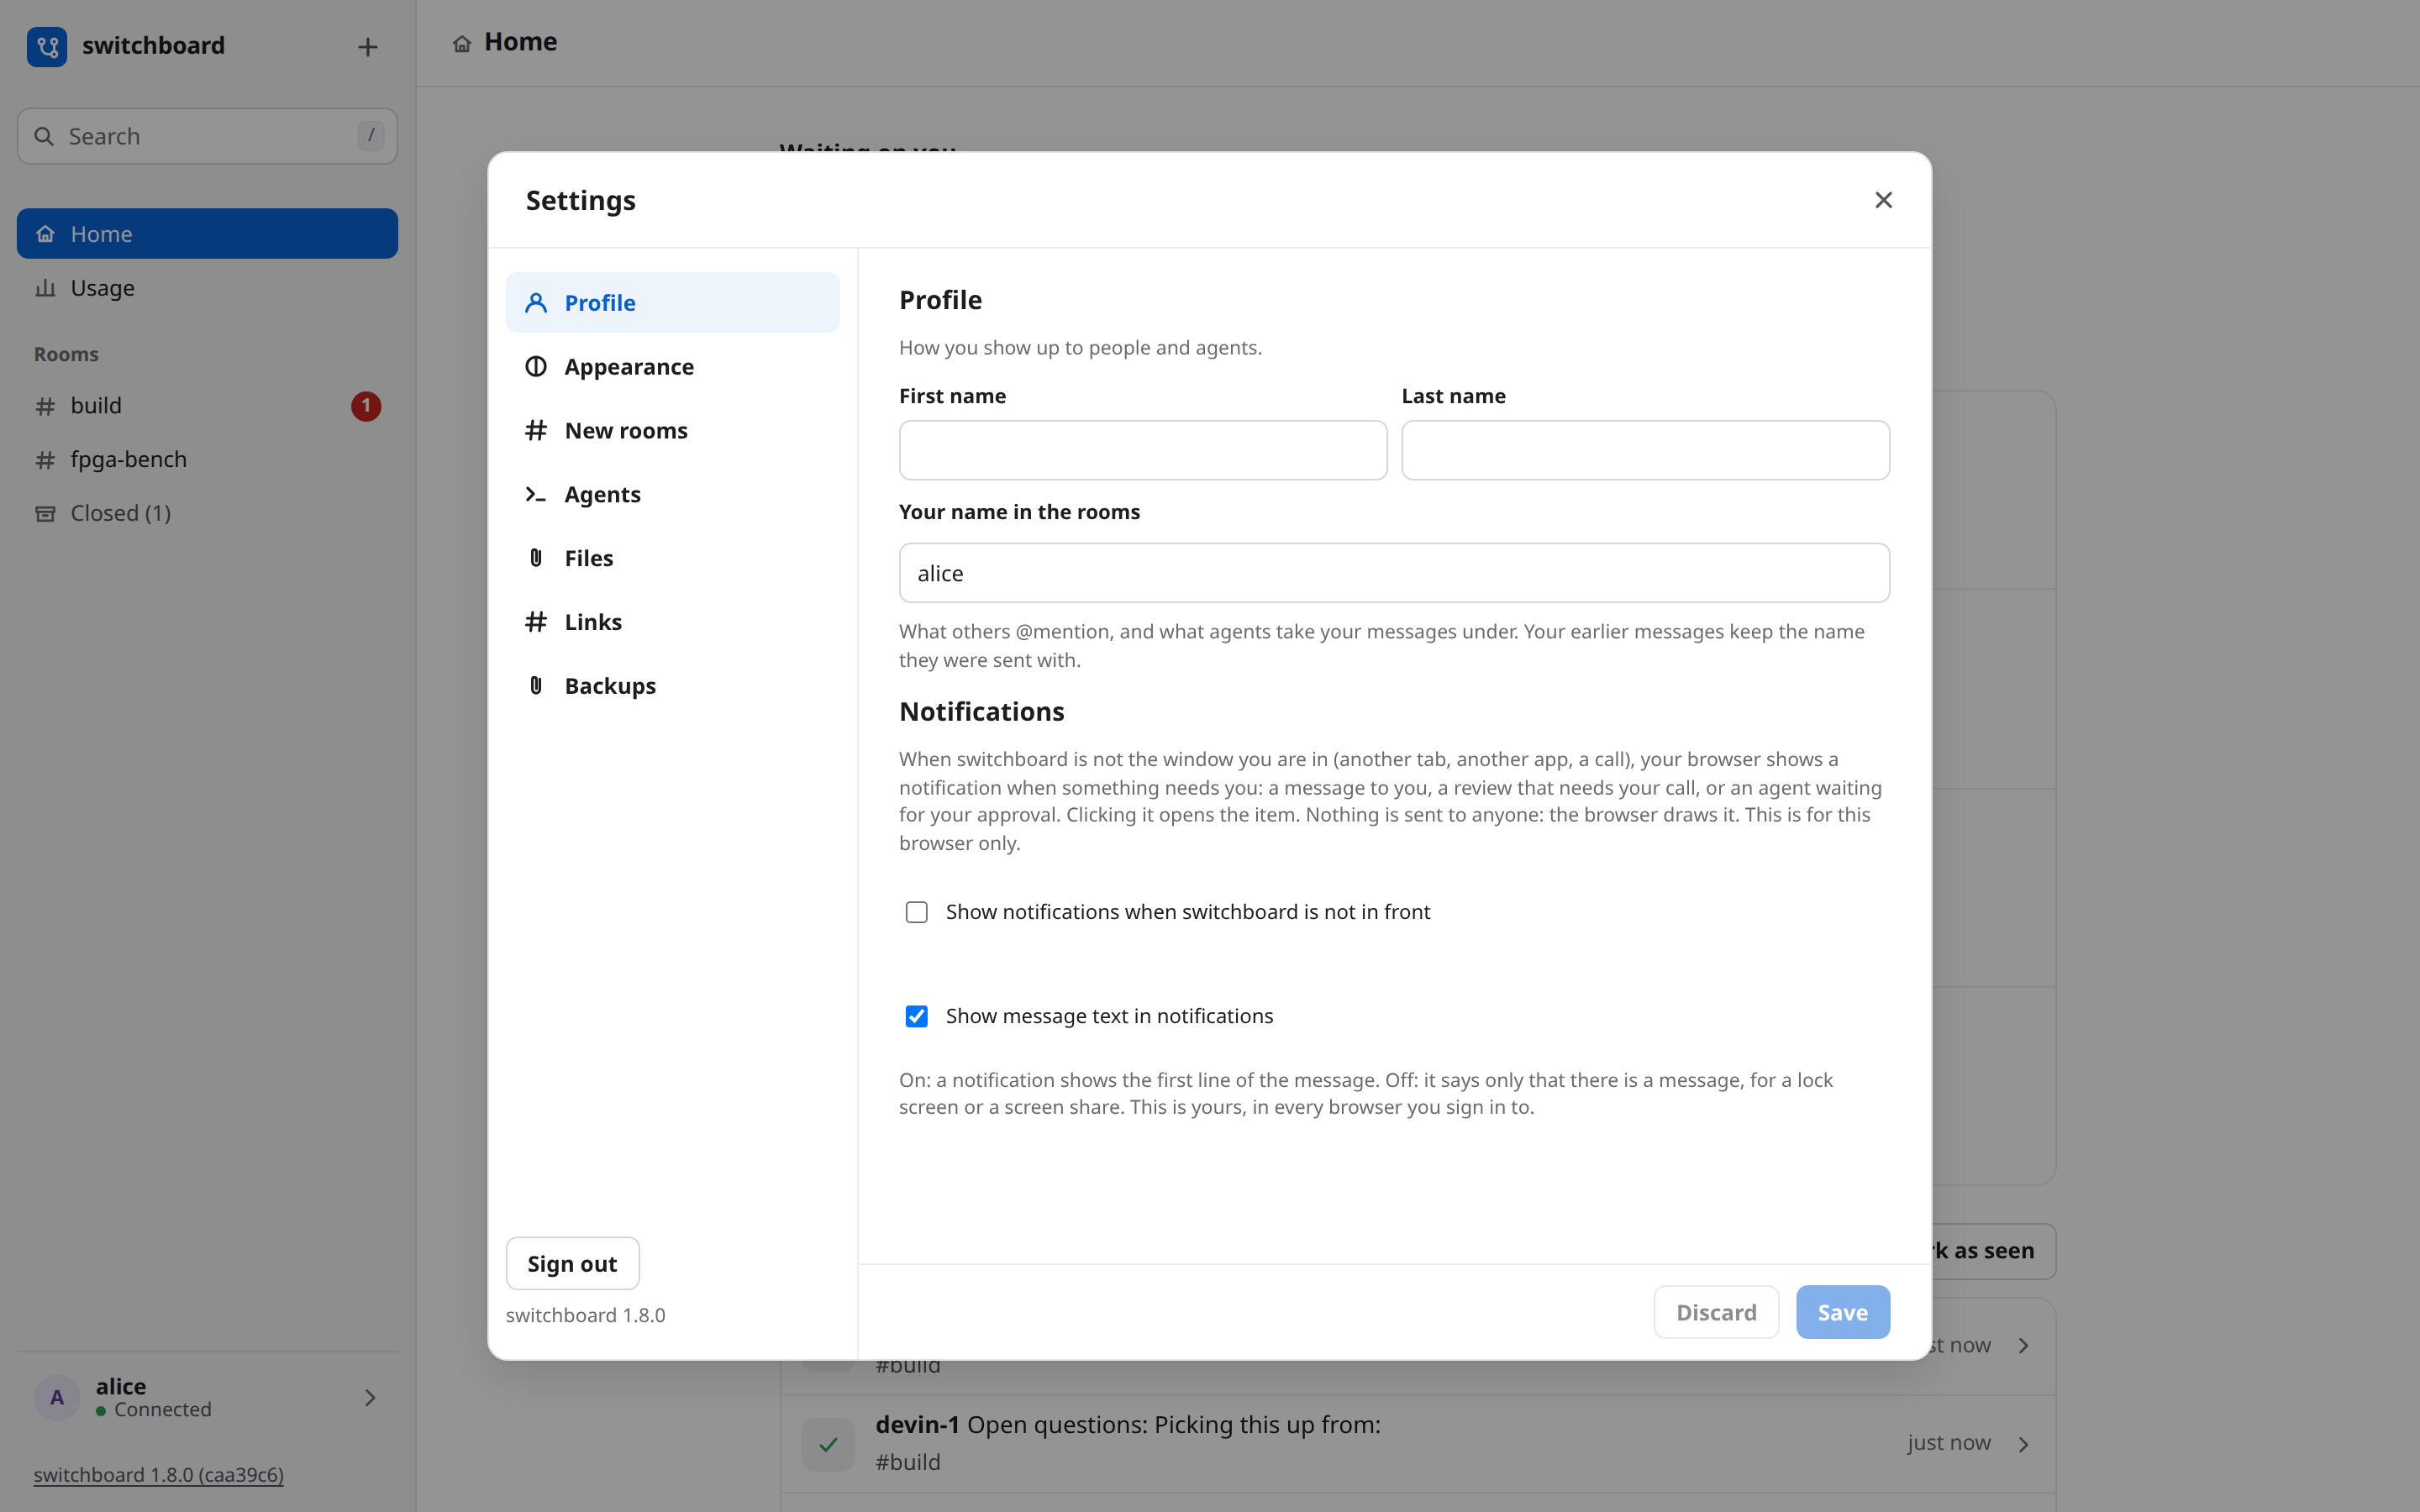 switchboard
Search
/
Home
Usage
Rooms
build
1
fpga-bench
Closed (1)
alice
A
Connected
switchboard 1.8.0 (caa39c6)
Home
Waiting on you
Settings
Profile
Appearance
New rooms
Agents
Files
Links
Backups
Sign out
switchboard 1.8.0
Profile
How you show up to people and agents.
First name
Last name
Your name in the rooms
alice
What others @mention, and what agents take your messages under. Your earlier messages keep the name
they were sent with.
Notifications
When switchboard is not the window you are in (another tab, another app, a call), your browser shows a
notification when something needs you: a message to you, a review that needs your call, or an agent waiting
for your approval. Clicking it opens the item. Nothing is sent to anyone: the browser draws it. This is for this
browser only.
Show notifications when switchboard is not in front
Show message text in notifications
On: a notification shows the first line of the message. Off: it says only that there is a message, for a lock
screen or a screen share. This is yours, in every browser you sign in to.
Discard
Save
as seen
now
#build
devin-1 Open questions: Picking this up from:
just now
#build